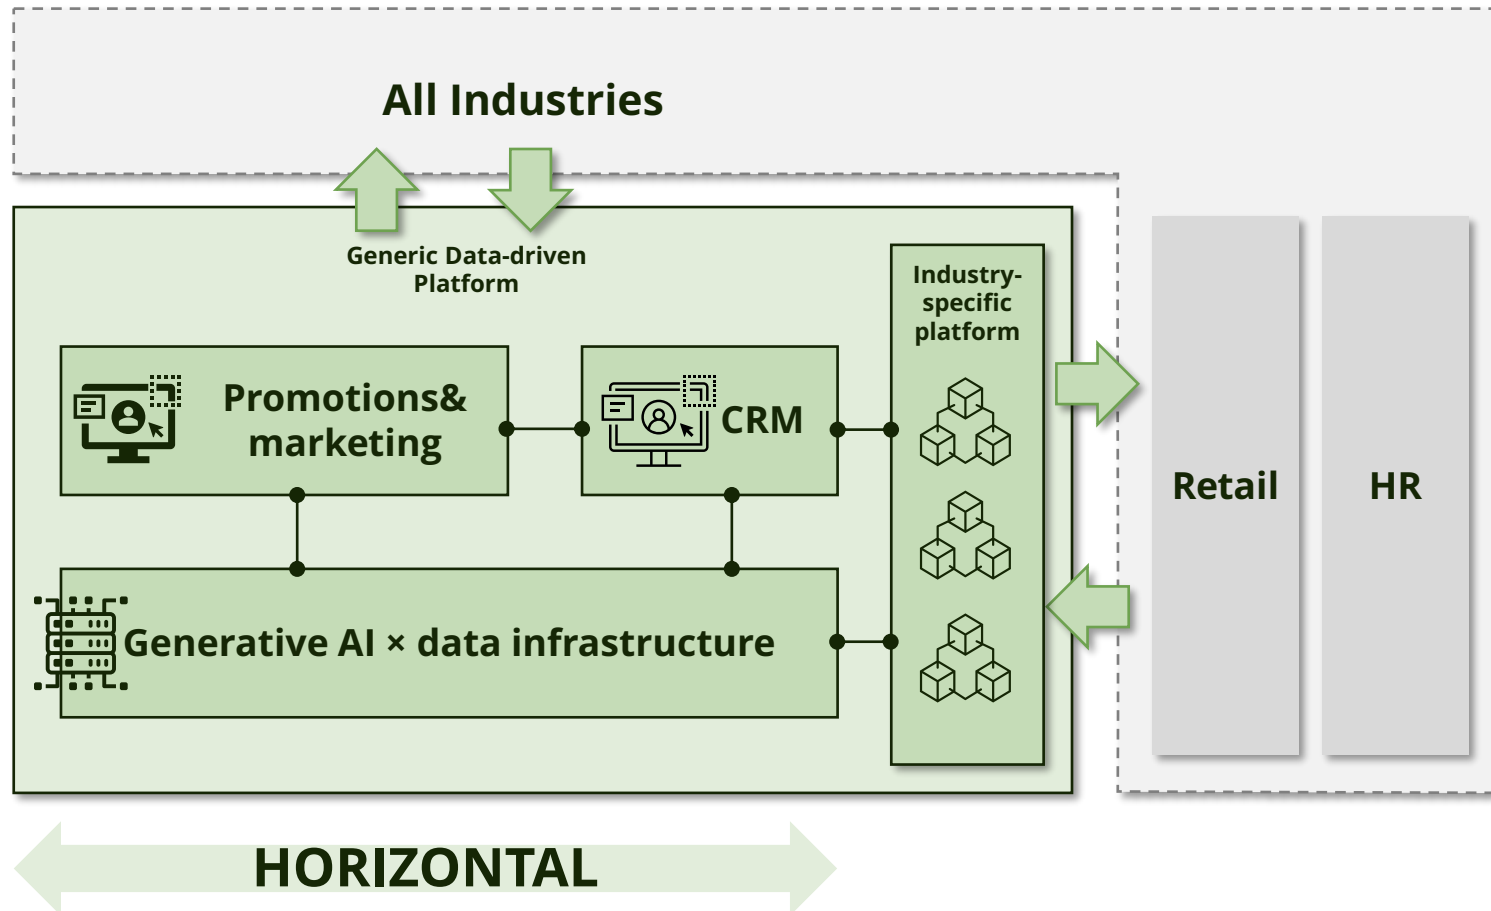 All Industries
Generic Data-driven
Platform
Industry-
specific
platform
Promotions&
marketing
CRM
Retail
HR
Generative AI × data infrastructure
HORIZONTAL